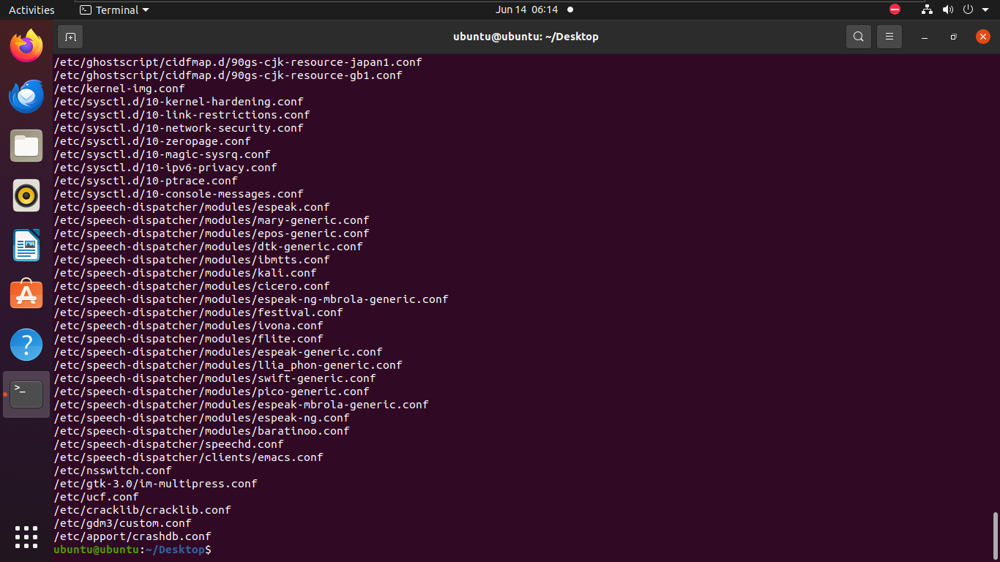 Activities
Terminal
Jun 14 06:14
ubuntu@ubuntu: ~/Desktop
/etc/ghostscript/cidfmap.d/90gs-cjk-resource-japan1.conf
/etc/ghostscript/cidfmap.d/90gs-cjk-resource-gb1.conf
/etc/kernel-img.conf
/etc/sysctl.d/10-kernel-hardening.conf
/etc/sysctl.d/10-link-restrictions.conf
/etc/sysctl.d/10-network-security.conf
/etc/sysctl.d/10-zeropage.conf
/etc/sysctl.d/10-magic-sysrq.conf
/etc/sysctl.d/10-ipv6-privacy.conf
/etc/sysctl.d/10-ptrace.conf
/etc/sysctl.d/10-console-messages.conf
/etc/speech-dispatcher/modules/espeak.conf
/etc/speech-dispatcher/modules/mary-generic.conf
/etc/speech-dispatcher/modules/epos-generic.conf
/etc/speech-dispatcher/modules/dtk-generic.conf
/etc/speech-dispatcher/modules/ibmtts.conf
/etc/speech-dispatcher/modules/kali.conf
/etc/speech-dispatcher/modules/cicero.conf
/etc/speech-dispatcher/modules/espeak-ng-mbrola-generic.conf
/etc/speech-dispatcher/modules/festival.conf
/etc/speech-dispatcher/modules/ivona.conf
/etc/speech-dispatcher/modules/flite.conf
/etc/speech-dispatcher/modules/espeak-generic.conf
/etc/speech-dispatcher/modules/llia_phon-generic.conf
/etc/speech-dispatcher/modules/swift-generic.conf
/etc/speech-dispatcher/modules/pico-generic.conf
/etc/speech-dispatcher/modules/espeak-mbrola-generic.conf
/etc/speech-dispatcher/modules/espeak-ng.conf
/etc/speech-dispatcher/modules/baratinoo.conf
/etc/speech-dispatcher/speechd.conf
/etc/speech-dispatcher/clients/emacs.conf
/etc/nsswitch.conf
/etc/gtk-3.0/im-multipress.conf
/etc/ucf.conf
/etc/cracklib/cracklib.conf
/etc/gdm3/custom.conf
/etc/apport/crashdb.conf
ubuntu@ubuntu:~/Desktop$